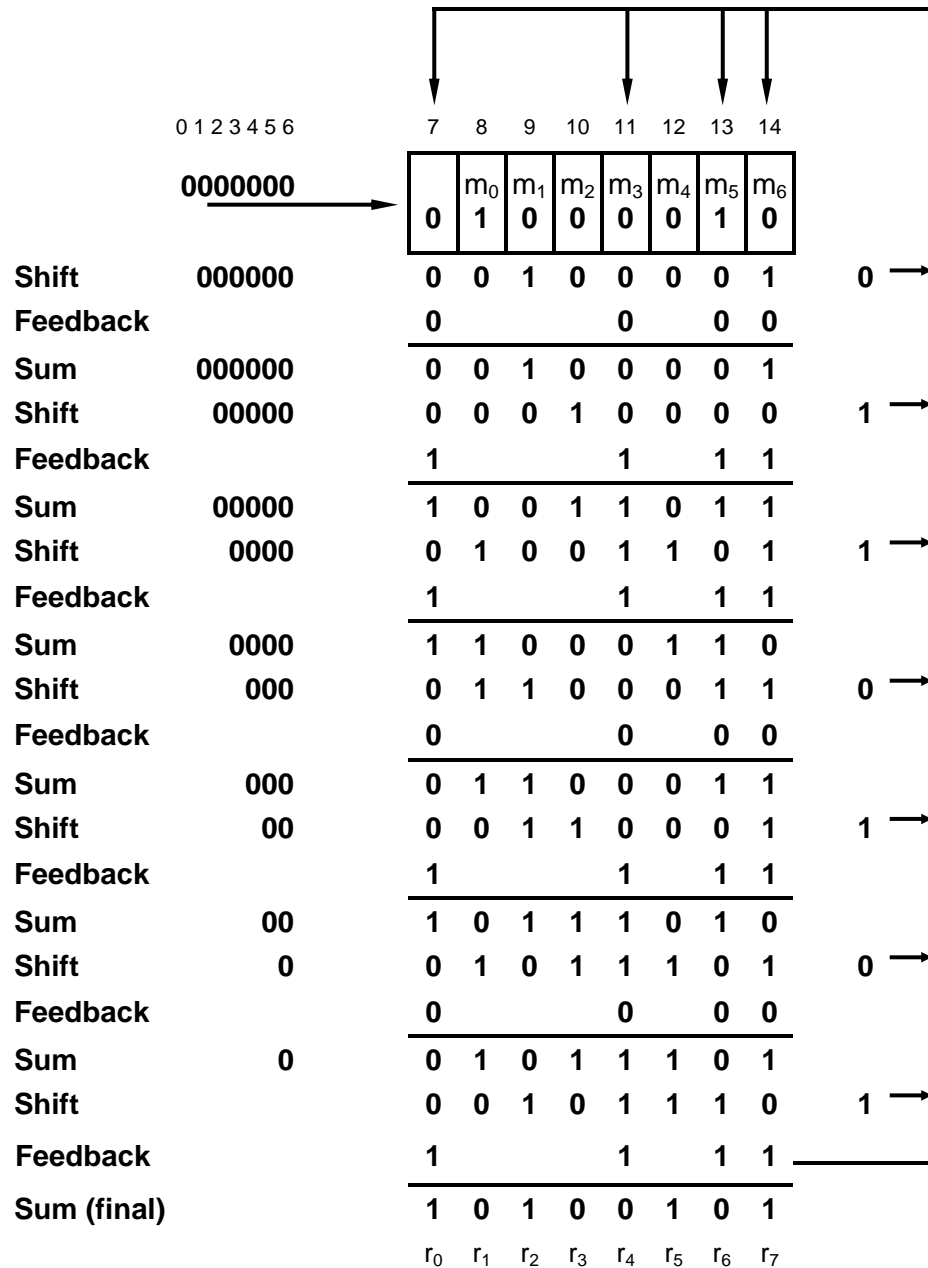 0 1 2 3 4 5 6 7 8 9 10 11 12 13 14
m0 m1 m2 m3 m4 m5 m6
0000000 0 1 0 0 0 0 1 0
Shift 000000 0 0 1 0 0 0 0 1 0
Feedback 0 0 0 0
Sum 000000 0 0 1 0 0 0 0 1
Shift 00000 0 0 0 1 0 0 0 0 1
Feedback 1 1 1 1
Sum 00000 1 0 0 1 1 0 1 1
Shift 0000 0 1 0 0 1 1 0 1 1
Feedback 1 1 1 1
Sum 0000 1 1 0 0 0 1 1 0
Shift 000 0 1 1 0 0 0 1 1 0
Feedback 0 0 0 0
Sum 000 0 1 1 0 0 0 1 1
Shift 00 0 0 1 1 0 0 0 1 1
Feedback 1 1 1 1
Sum 00 1 0 1 1 1 0 1 0
Shift 0 0 1 0 1 1 1 0 1 0
Feedback 0 0 0 0
Sum 0 0 1 0 1 1 1 0 1
Shift 0 0 1 0 1 1 1 0 1
Feedback 1 1 1 1
Sum (final) 1 0 1 0 0 1 0 1
r0 r1 r2 r3 r4 r5 r6 r7